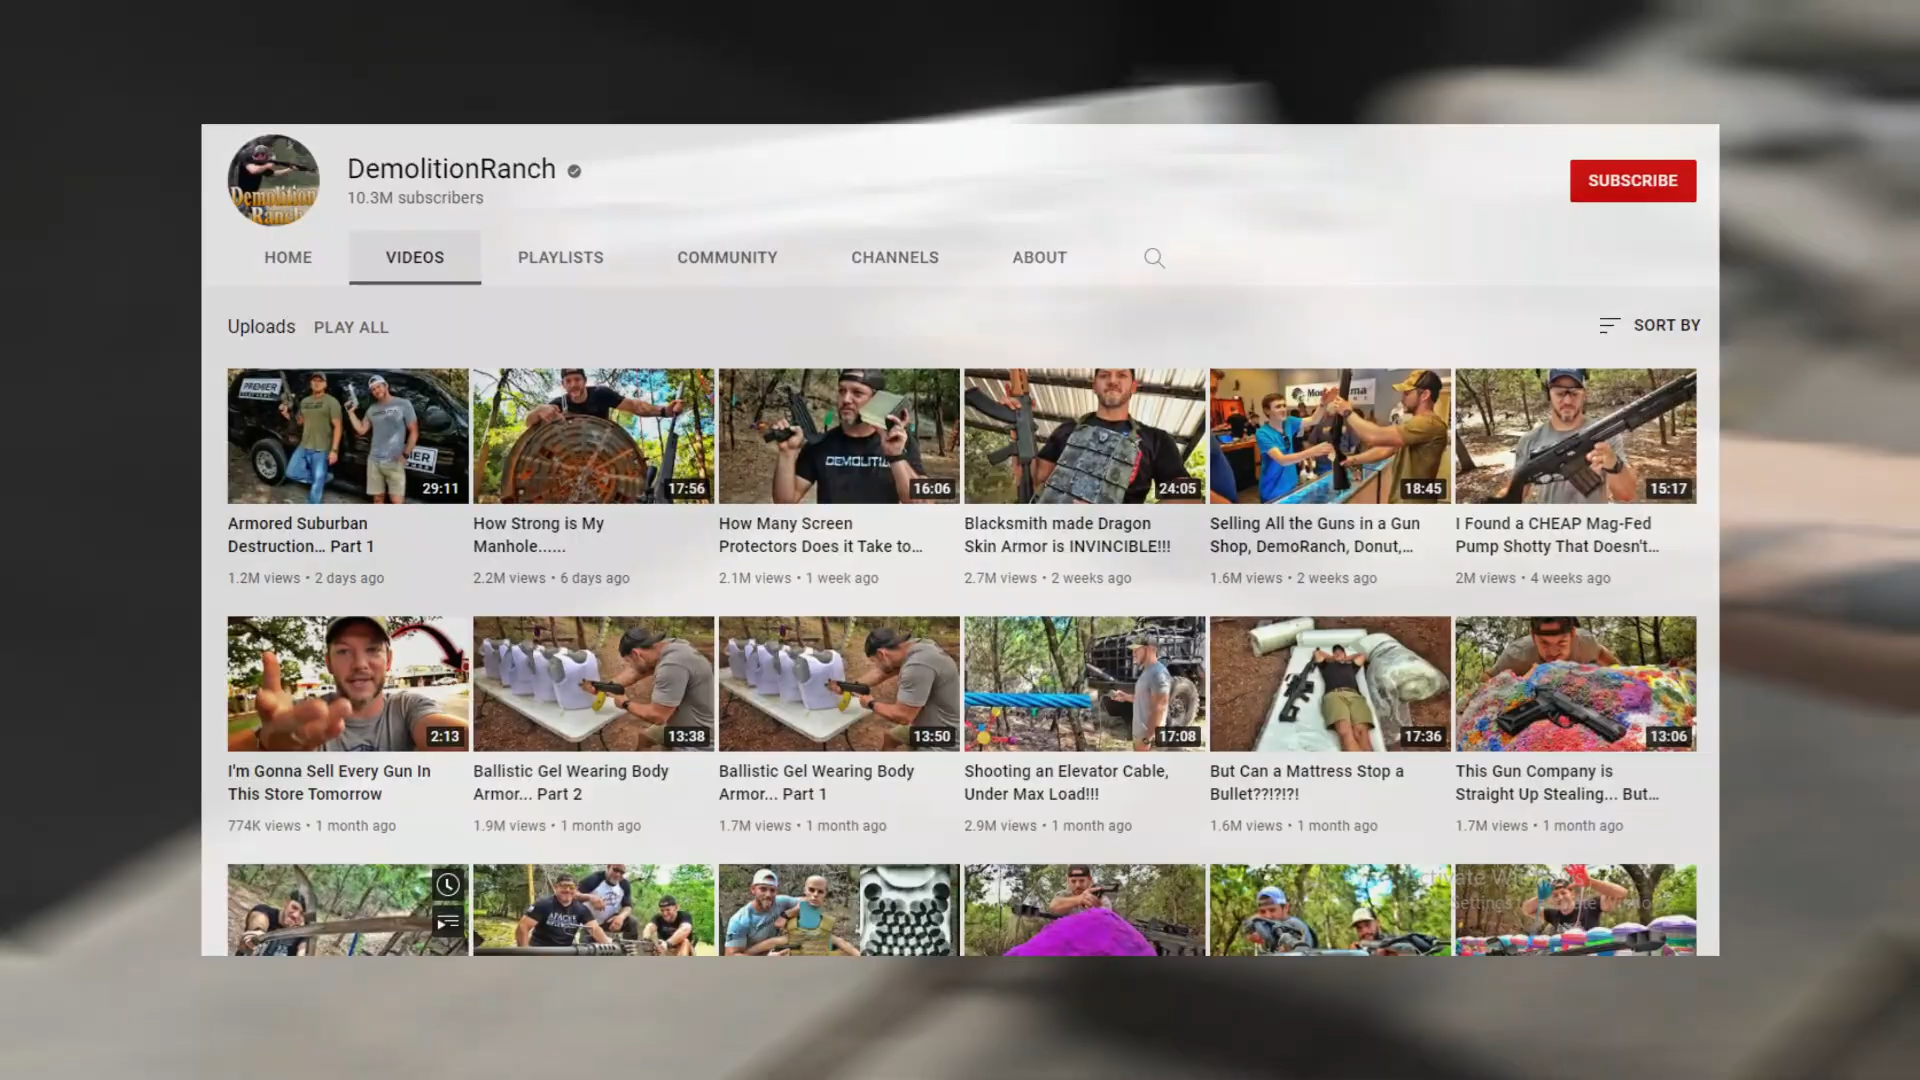 DemolitionRanch
10.3M subscribers
SUBSCRIBE
Demolition
Ranch
HOME
VIDEOS
PLAYLISTS
COMMUNITY
CHANNELS
ABOUT
Uploads
PLAY ALL
SORT BY
PREMIER
29:11
17:56
DEMOLITI
16:06
24:05
18:45
15:17
Armored Suburban
Destruction… Part 1
1.2M views • 2 days ago
How Strong is My
Manhole......
2.2M views • 6 days ago
How Many Screen
Protectors Does it Take to…
2.1M views • 1 week ago
Blacksmith made Dragon
Skin Armor is INVINCIBLE!!!
2.7M views • 2 weeks ago
Selling All the Guns in a Gun
Shop, DemoRanch, Donut,…
1.6M views • 2 weeks ago
I Found a CHEAP Mag-Fed
Pump Shotty That Doesn't…
2M views • 4 weeks ago
2:13
13:38
13:50
17:08
17:36
13:06
I'm Gonna Sell Every Gun In
This Store Tomorrow
774K views • 1 month ago
Ballistic Gel Wearing Body
Armor... Part 2
1.9M views • 1 month ago
Ballistic Gel Wearing Body
Armor... Part 1
1.7M views • 1 month ago
Shooting an Elevator Cable,
Under Max Load!!!
2.9M views • 1 month ago
But Can a Mattress Stop a
Bullet??!?!?!
1.6M views • 1 month ago
This Gun Company is
Straight Up Stealing... But…
1.7M views • 1 month ago
APACHE